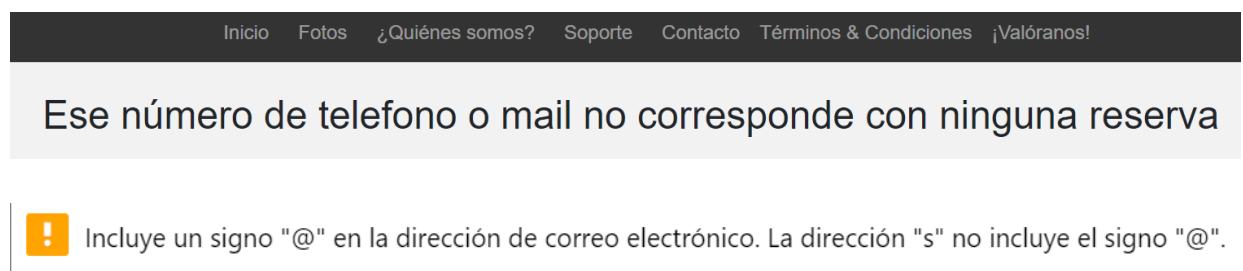 Inicio Fotos ¿Quiénes somos? Soporte Contacto Términos & Condiciones ¡Valóranos!
Ese número de telefono o mail no corresponde con ninguna reserva
! Incluye un signo "@" en la dirección de correo electrónico. La dirección "s" no incluye el signo "@".